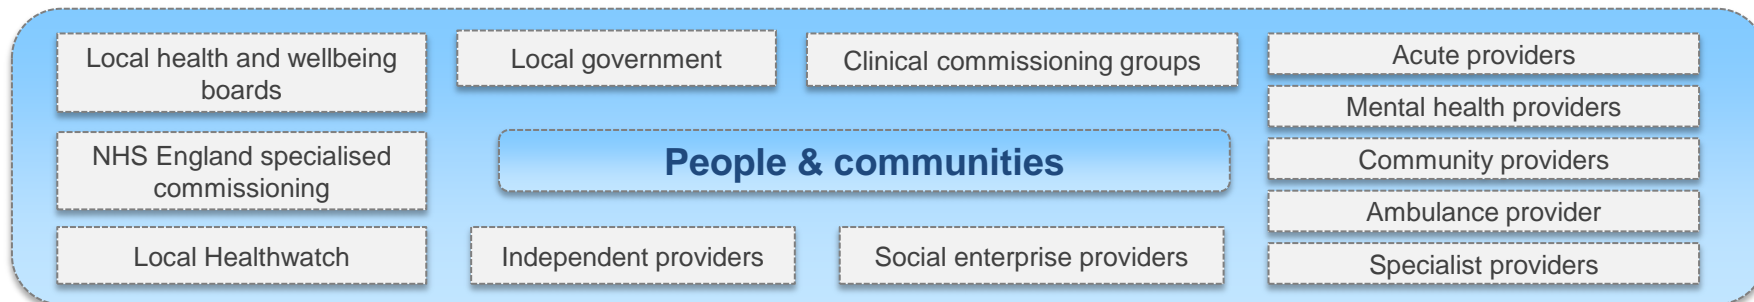 Local health and wellbeing
boards
Local government
Clinical commissioning groups
Acute providers
Mental health providers
NHS England specialised
commissioning
People & communities
Community providers
Ambulance provider
Local Healthwatch
Independent providers
Social enterprise providers
Specialist providers